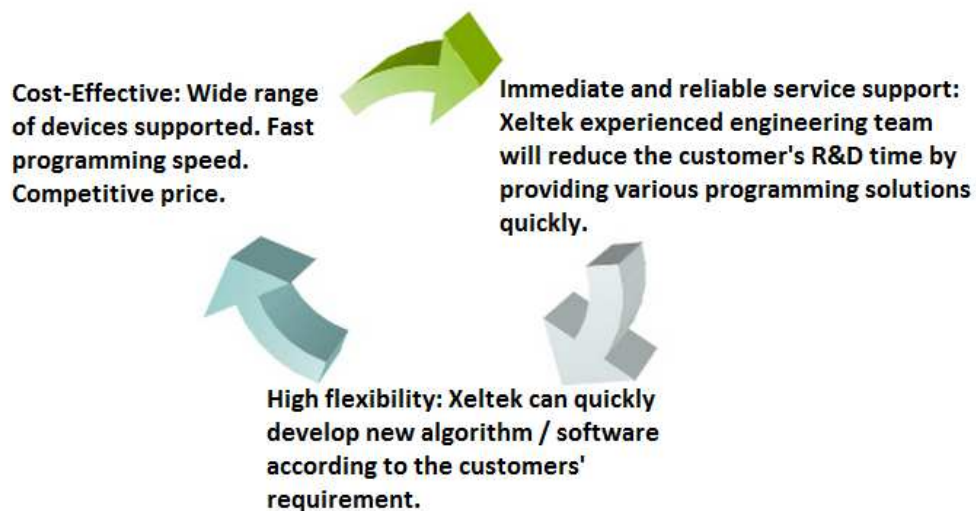 Cost-Effective: Wide range
of devices supported. Fast
programming speed.
Competitive price.
Immediate and reliable service support:
Xeltek experienced engineering team
will reduce the customer's R&D time by
providing various programming solutions
quickly.
High flexibility: Xeltek can quickly
develop new algorithm / software
according to the customers'
requirement.